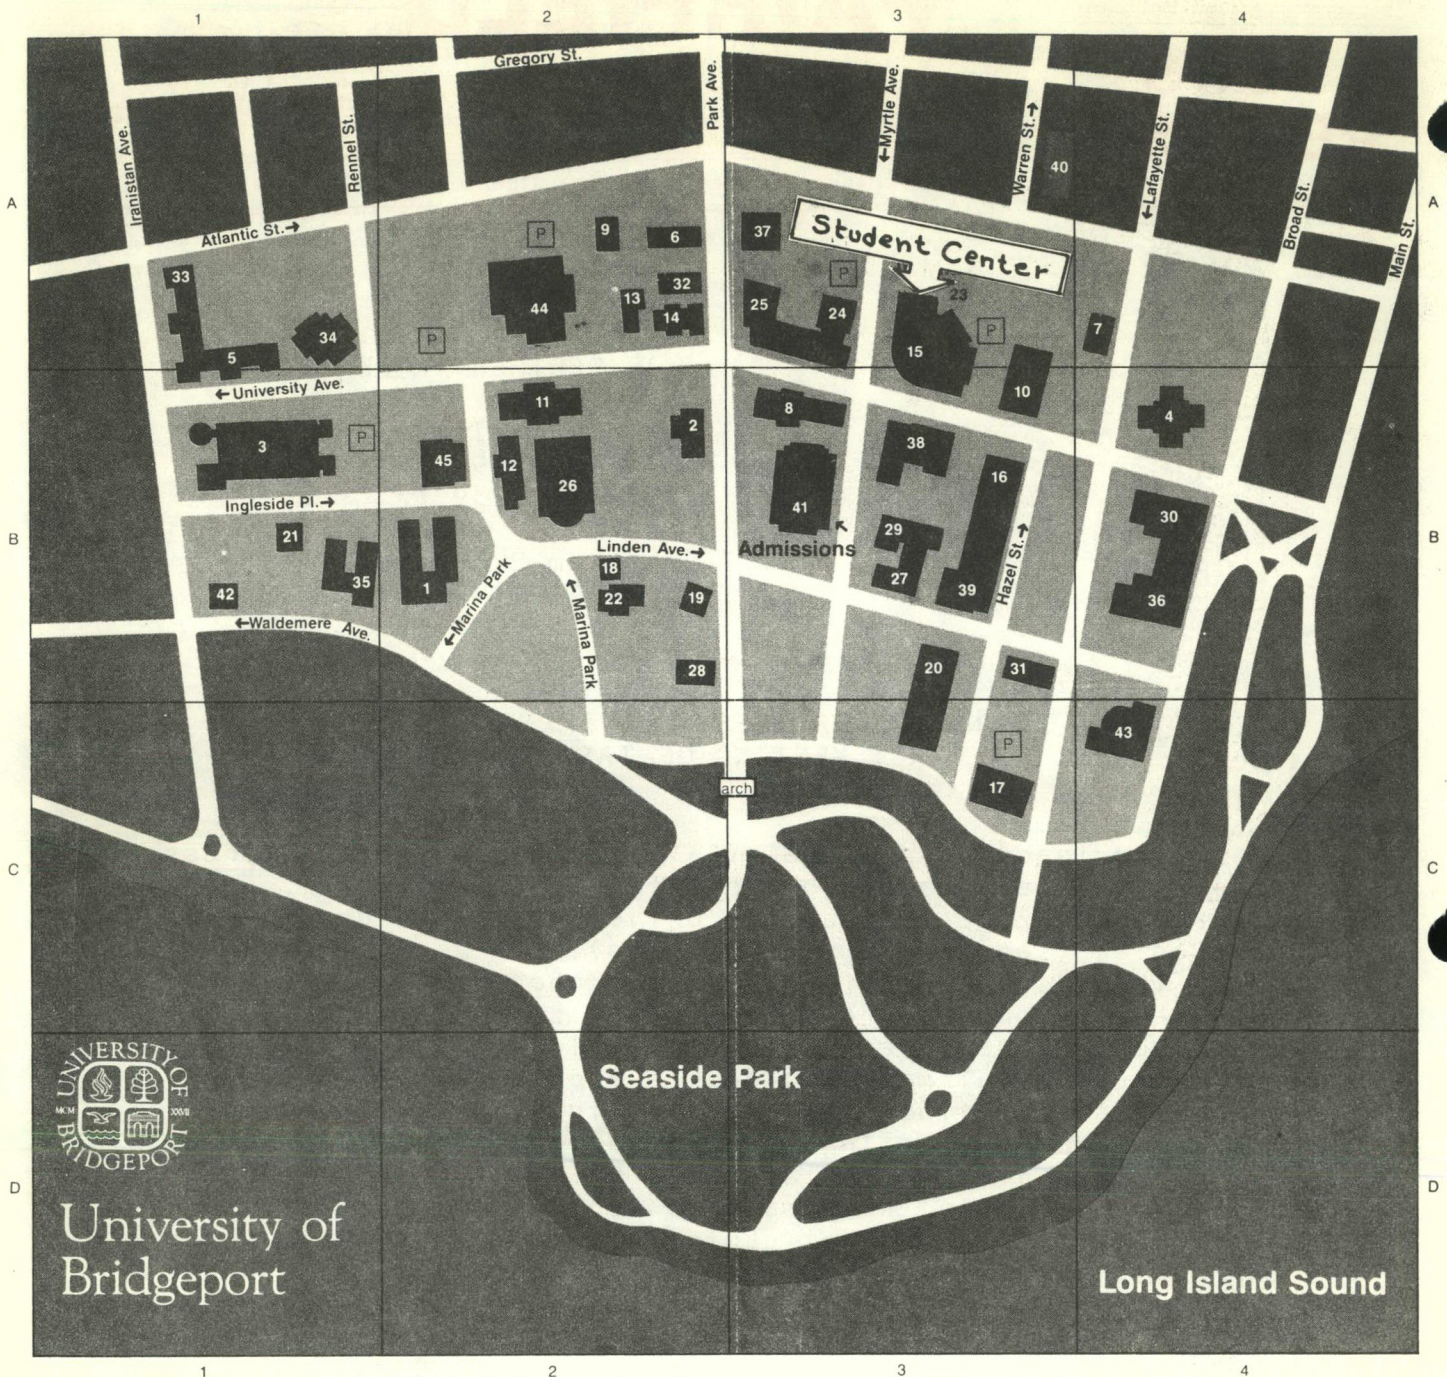 1 2 3 4
Gregory St.
Park Ave.
←Myrtle Ave.
Warren St.→
←Lafayette St.
Iranistan Ave.
Rennel St.
40
Broad St.
Main St.
A A
Atlantic St.→
P 9 6 37
Student Center
33 P
32 23
34 44 13 14 25 24 15 P 7
5 P
10
←University Ave.
11 2 8 4
3 P 45 12 26 38
16
41
Ingleside Pl.→
30
29
B B
21
Linden Ave.→
Admissions
Hazel St.→
42 35 1 18
22 19 27 39 36
←Marina Park
←Marina Park
←Waldemere Ave.
28 20 31
43
P
arch
17
C C
Seaside Park
UNIVERSITY OF BRIDGEPORT
MCM XXVII
D D
University of
Bridgeport
Long Island Sound
1 2 3 4